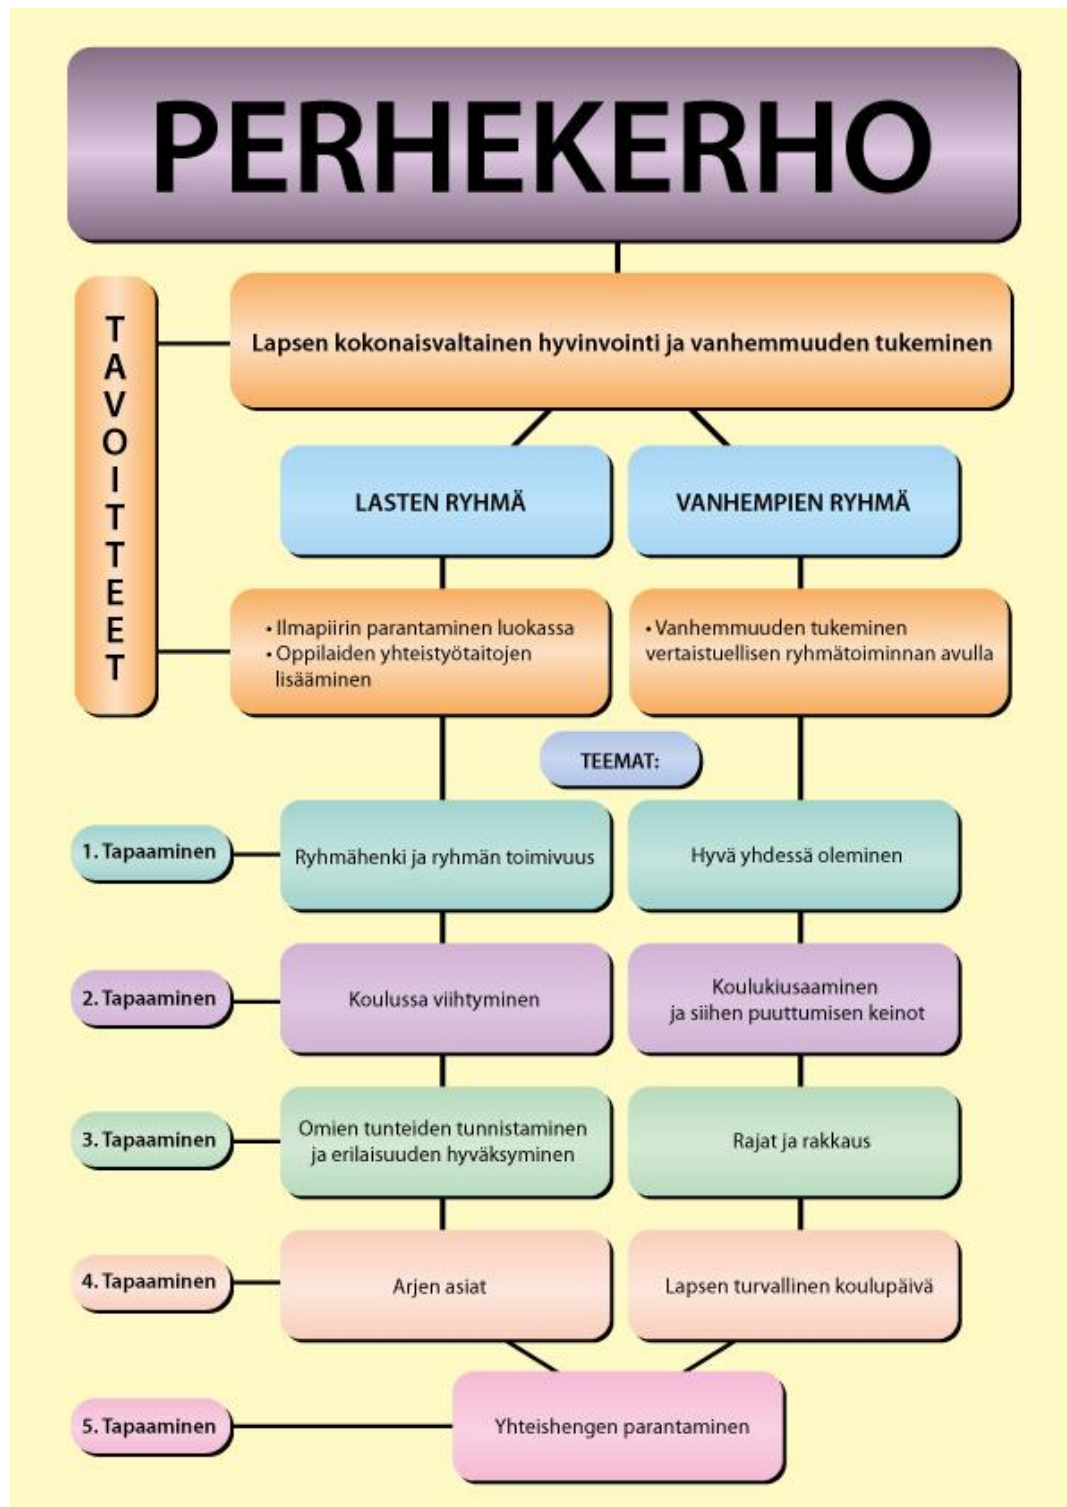 PERHEKERHO
TAVOITTEET
Lapsen kokonaisvaltainen hyvinvointi ja vanhemmuuden tukeminen
LASTEN RYHMÄ
VANHEMPIEN RYHMÄ
• Ilmapiirin parantaminen luokassa
• Oppilaiden yhteistyötaitojen
lisääminen
• Vanhemmuuden tukeminen
vertaistuellisen ryhmätoiminnan avulla
TEEMAT:
1. Tapaaminen
Ryhmähenki ja ryhmän toimivuus
Hyvä yhdessä oleminen
2. Tapaaminen
Koulussa viihtyminen
Koulukiusaaminen
ja siihen puuttumisen keinot
3. Tapaaminen
Omien tunteiden tunnistaminen
ja erilaisuuden hyväksyminen
Rajat ja rakkaus
4. Tapaaminen
Arjen asiat
Lapsen turvallinen koulupäivä
5. Tapaaminen
Yhteishengen parantaminen